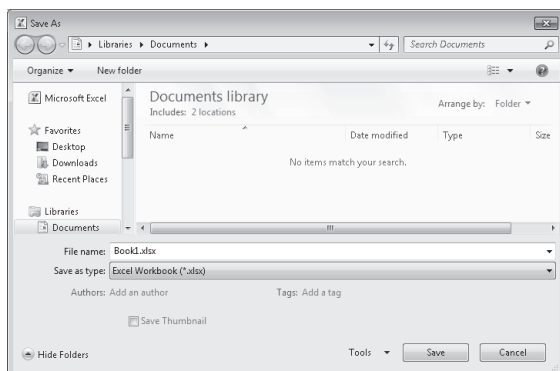 Save As
Libraries Documents Search Documents
Organize New folder
Microsoft Excel
Favorites
Desktop
Downloads
Recent Places
Libraries
Documents
Documents library
Includes: 2 locations
Arrange by: Folder
Name Date modified Type Size
No items match your search.
File name: Book1.xlsx
Save as type: Excel Workbook (*.xlsx)
Authors: Add an author Tags: Add a tag
Save Thumbnail
Hide Folders Tools Save Cancel